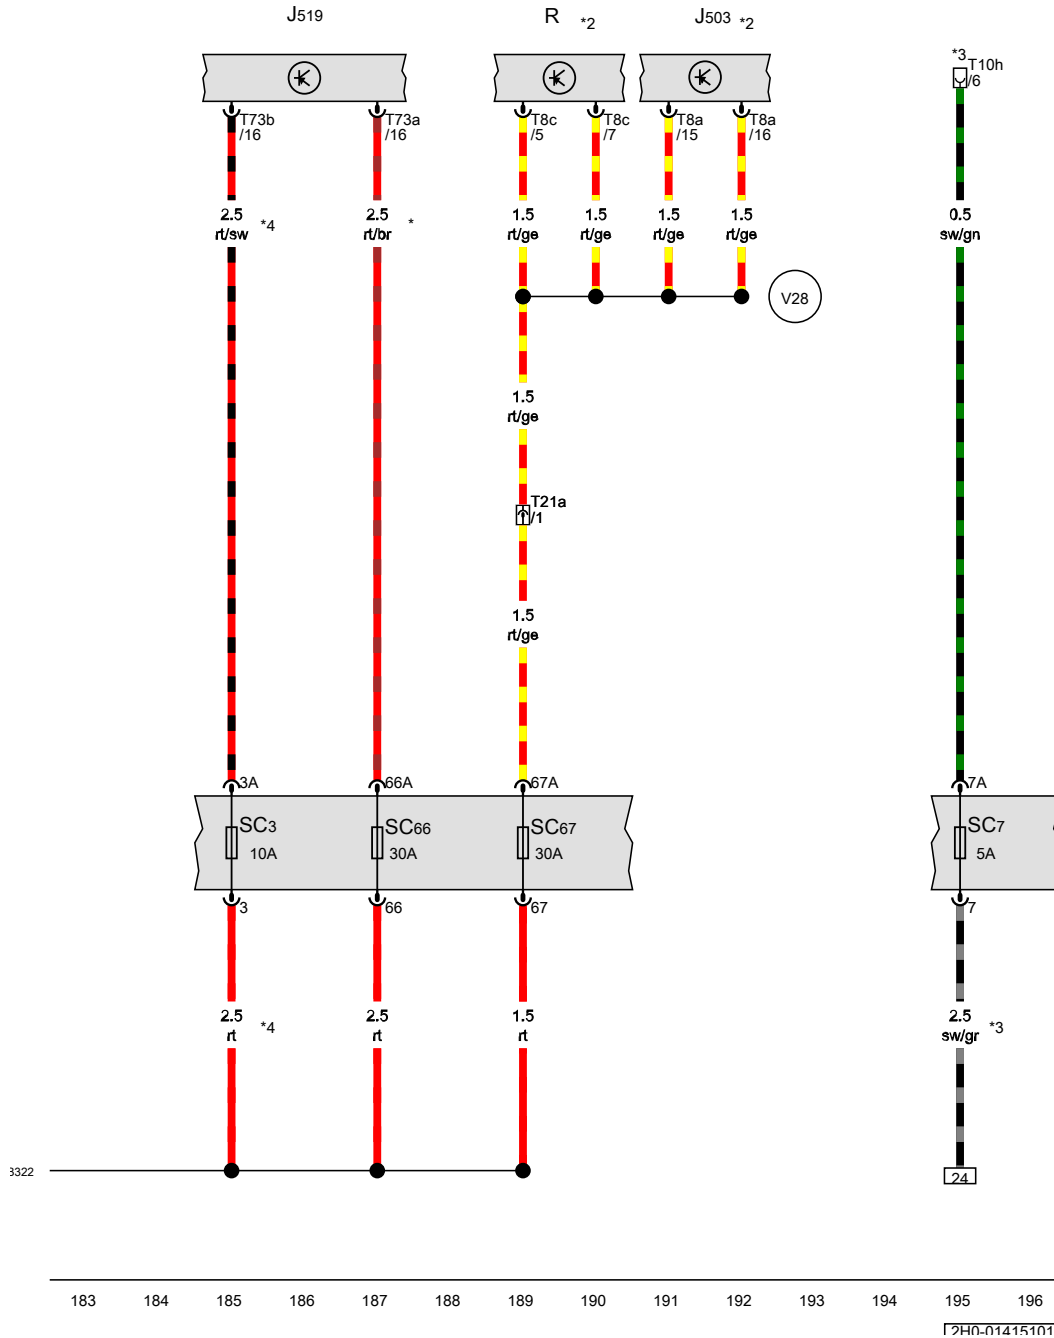 J519
R *2
J503 *2
*3
T10h
/6
T73b
/16
T73a
/16
T8c
/5
T8c
/7
T8a
/15
T8a
/16
2.5
rt/sw *4
2.5
rt/br *
1.5
rt/ge
1.5
rt/ge
1.5
rt/ge
1.5
rt/ge
0.5
sw/gn
V28
1.5
rt/ge
T21a
/1
1.5
rt/ge
3A
66A
67A
7A
SC3
10A
SC66
30A
SC67
30A
SC7
5A
3
66
67
7
2.5
rt *4
2.5
rt
1.5
rt
2.5
sw/gr *3
24
183 184 185 186 187 188 189 190 191 192 193 194 195 196
2H0-01415101